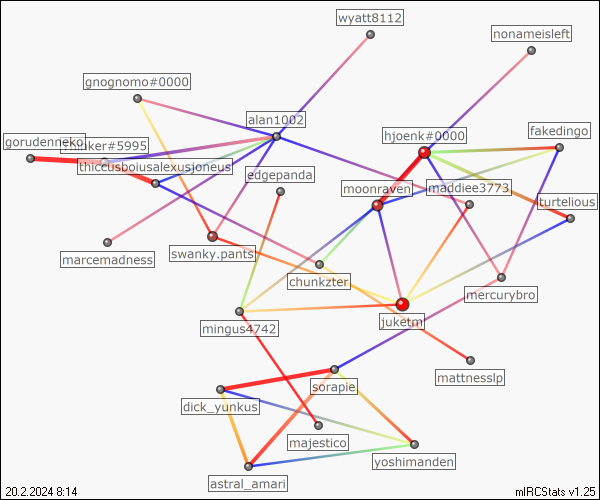 wyatt8112
nonameisleft
gnognomo#0000
alan1002
hjoenk#0000
fakedingo
gorudenneko
thinker#5995
thiccusboiusalexusjoneus
edgepanda
moonraven
maddiee3773
turtelious
swanky.pants
marcemadness
chunkzter
mercurybro
juketm
mingus4742
mattnesslp
sorapie
dick_yunkus
majestico
yoshimanden
astral_amari
20.2.2024 8:14
mIRCStats v1.25